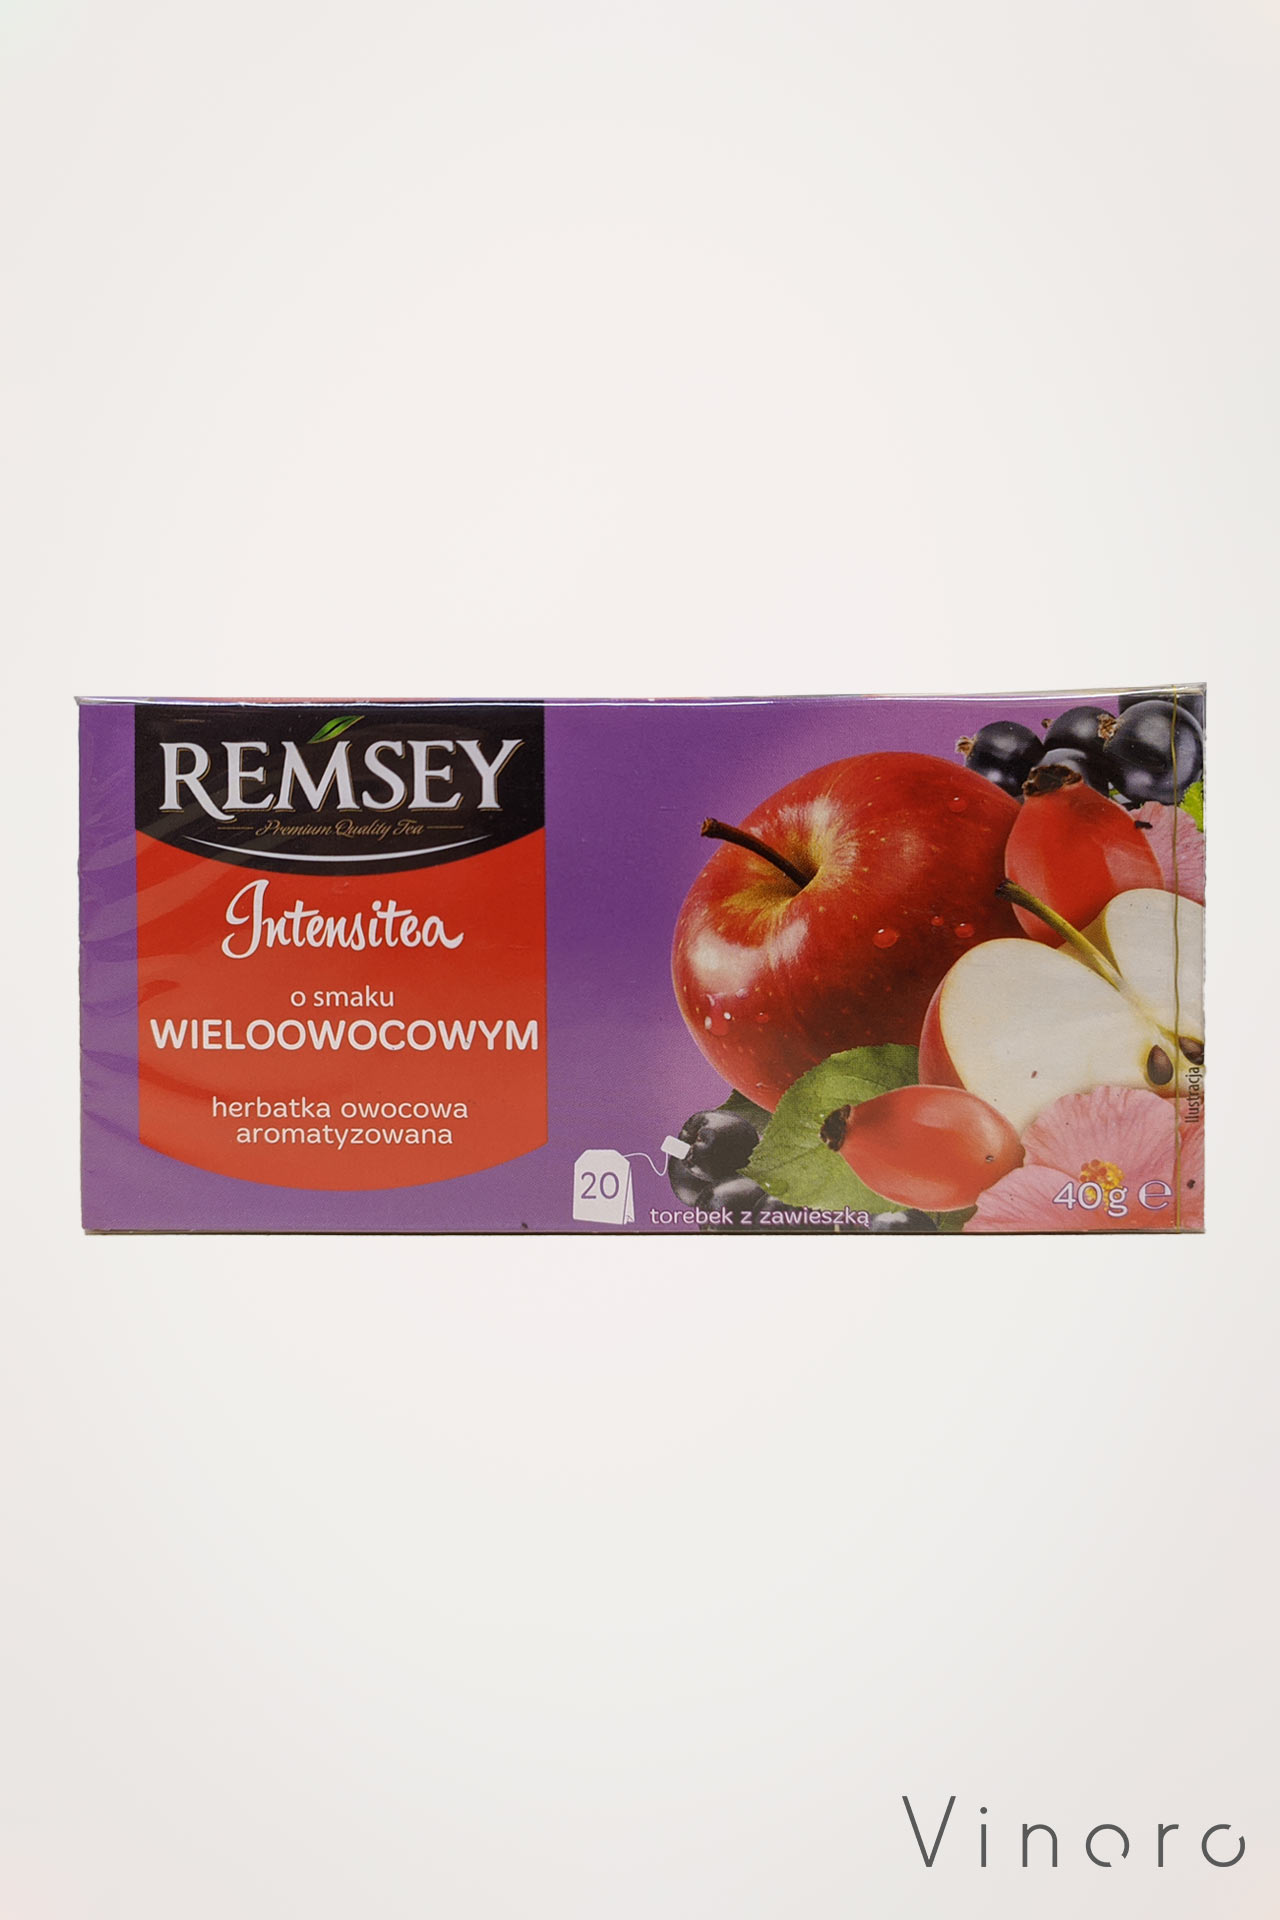 REMSEY
Premium Quality Tea
Intensitea
o smaku
WIELOOWOCOWYM
herbatka owocowa
aromatyzowana
20
torebek z zawieszką
40g ℮
Ilustracja
Vinoro